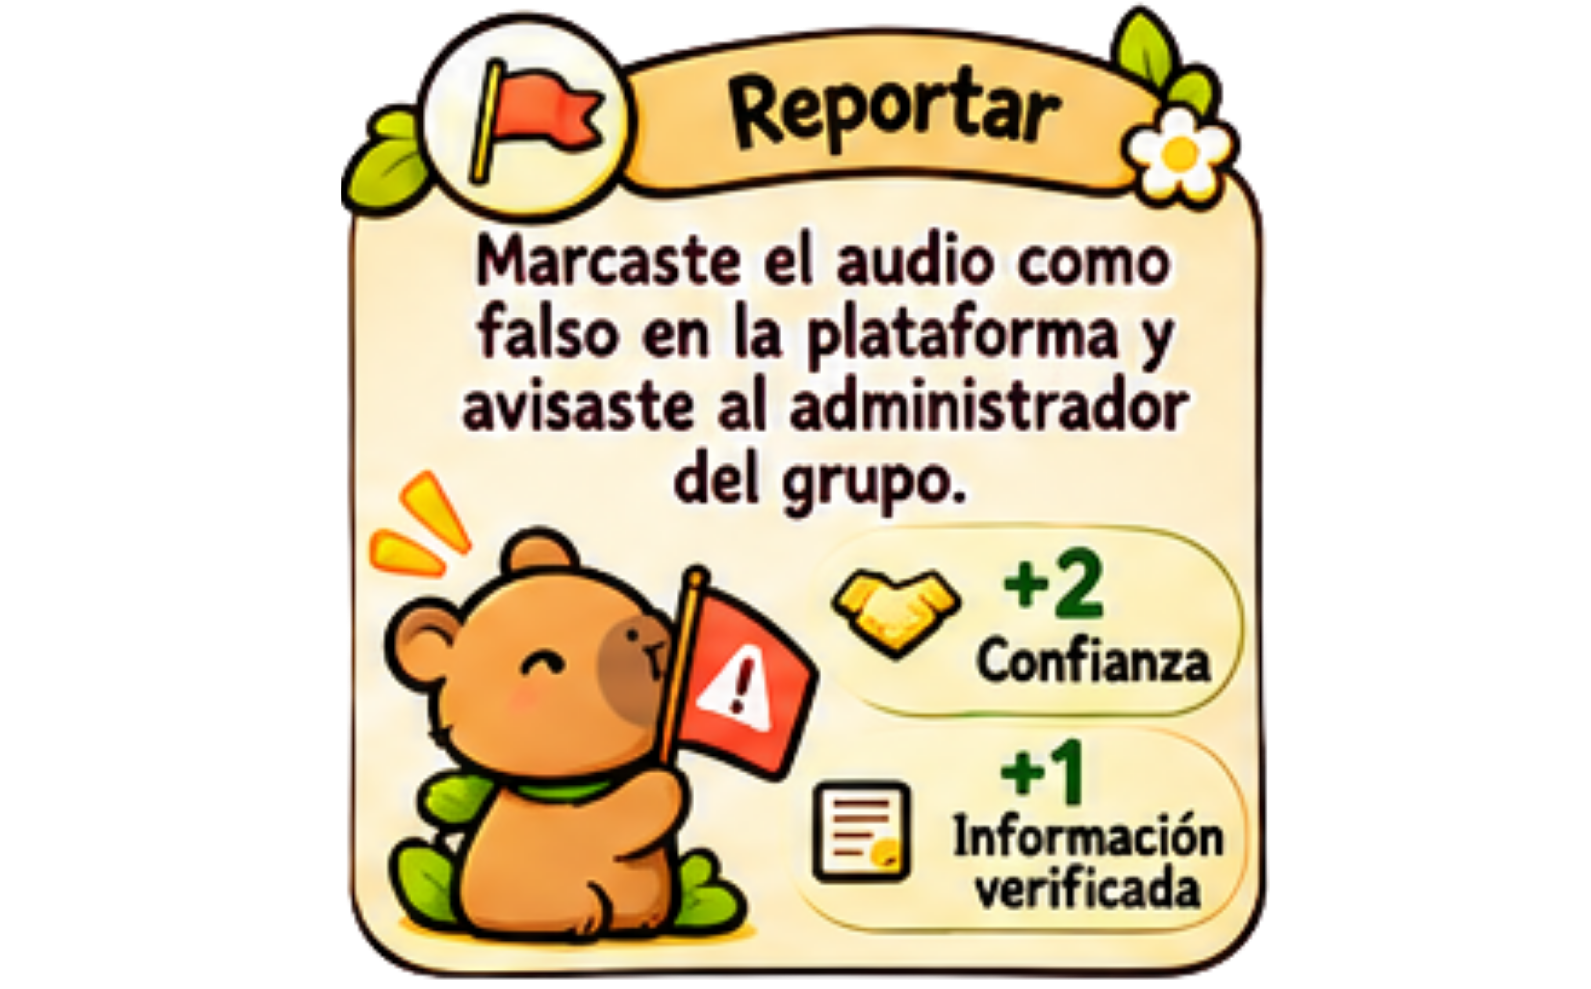 Reportar
Marcaste el audio como
falso en la plataforma y
avisaste al administrador
del grupo.
+2
Confianza
+1
Información
verificada